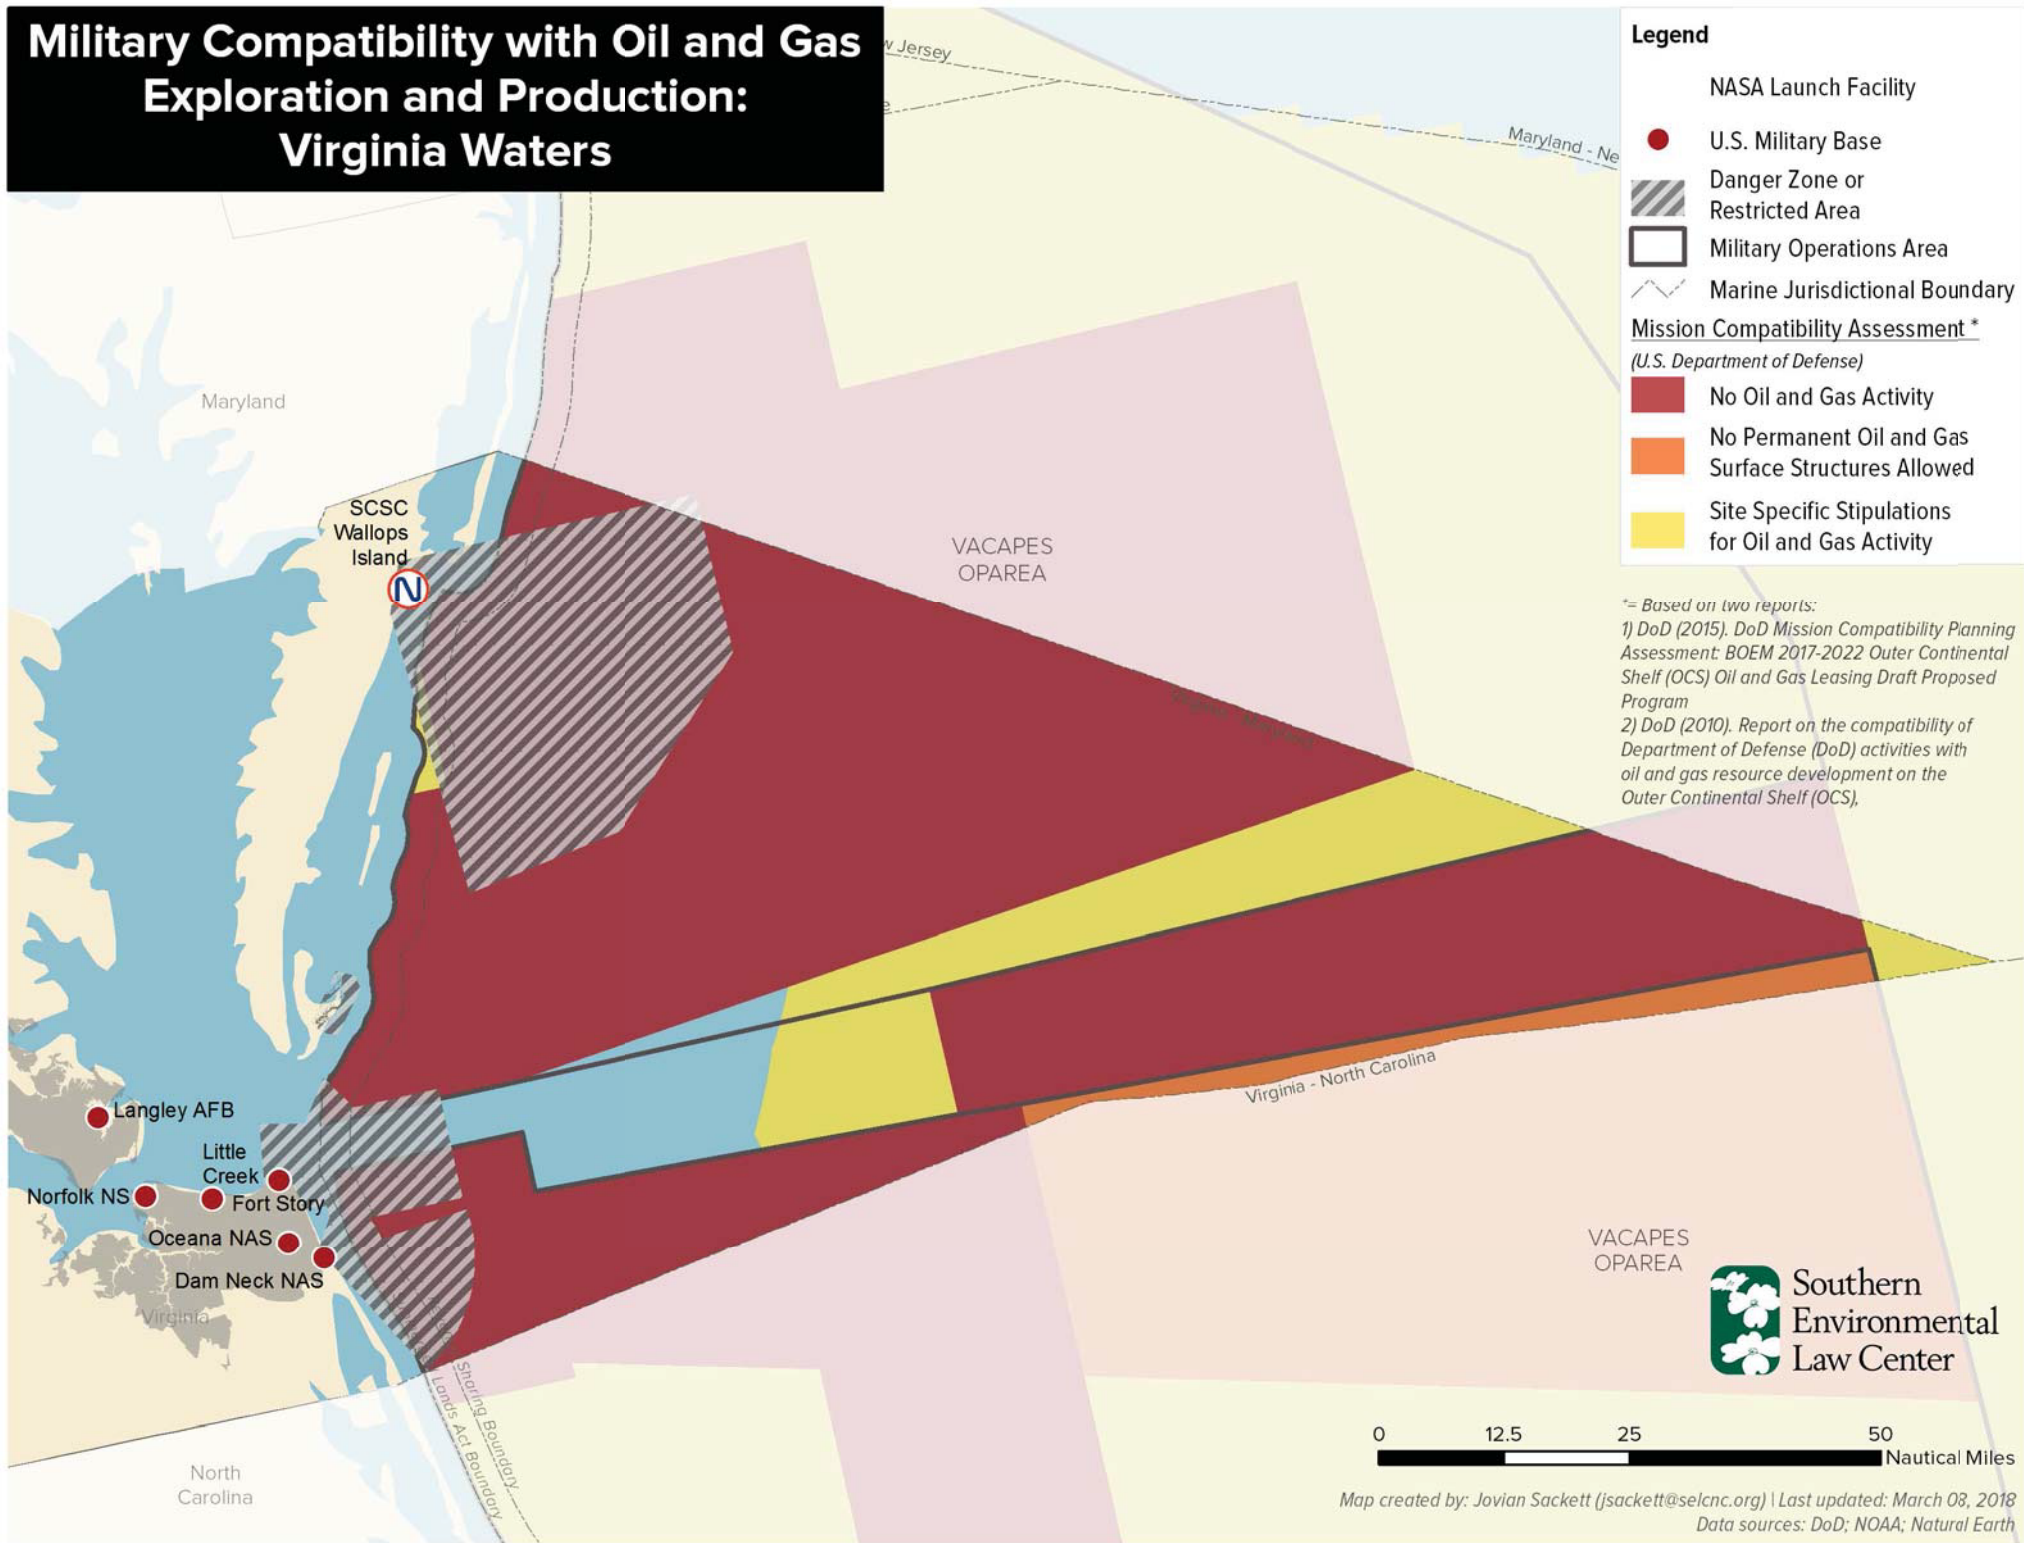 Military Compatibility with Oil and Gas
Exploration and Production:
Virginia Waters
w Jersey
e
Maryland - Ne
Legend
NASA Launch Facility
U.S. Military Base
Danger Zone or
Restricted Area
Military Operations Area
Marine Jurisdictional Boundary
Mission Compatibility Assessment *
(U.S. Department of Defense)
No Oil and Gas Activity
No Permanent Oil and Gas
Surface Structures Allowed
Site Specific Stipulations
for Oil and Gas Activity
*= Based on two reports:
1) DoD (2015). DoD Mission Compatibility Planning
Assessment: BOEM 2017-2022 Outer Continental
Shelf (OCS) Oil and Gas Leasing Draft Proposed
Program
2) DoD (2010). Report on the compatibility of
Department of Defense (DoD) activities with
oil and gas resource development on the
Outer Continental Shelf (OCS),
Maryland
SCSC
Wallops
Island
N
VACAPES
OPAREA
Virginia - Maryland
Virginia - North Carolina
Langley AFB
Little
Creek
Norfolk NS
Fort Story
Oceana NAS
Dam Neck NAS
Virginia
VACAPES
OPAREA
Southern
Environmental
Law Center
Sharing Boundary
Lands Act Boundary
North
Carolina
0 12.5 25 50
Nautical Miles
Map created by: Jovian Sackett (jsackett@selcnc.org) | Last updated: March 08, 2018
Data sources: DoD; NOAA; Natural Earth